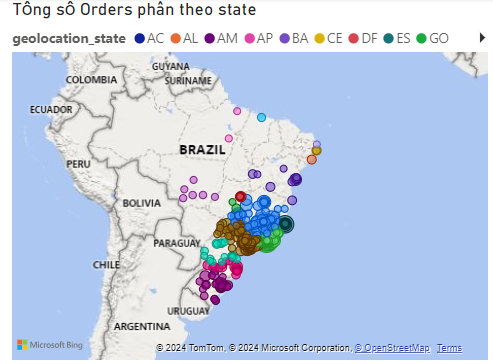 Tổng số Orders phân theo state
geolocation_state AC AL AM AP BA CE DF ES GO
GUYANA
SURINAME
COLOMBIA
ECUADOR
BRAZIL
PERU
BOLIVIA
PARAGUAY
CHILE
URUGUAY
ARGENTINA
Microsoft Bing
© 2024 TomTom, © 2024 Microsoft Corporation, © OpenStreetMap Terms